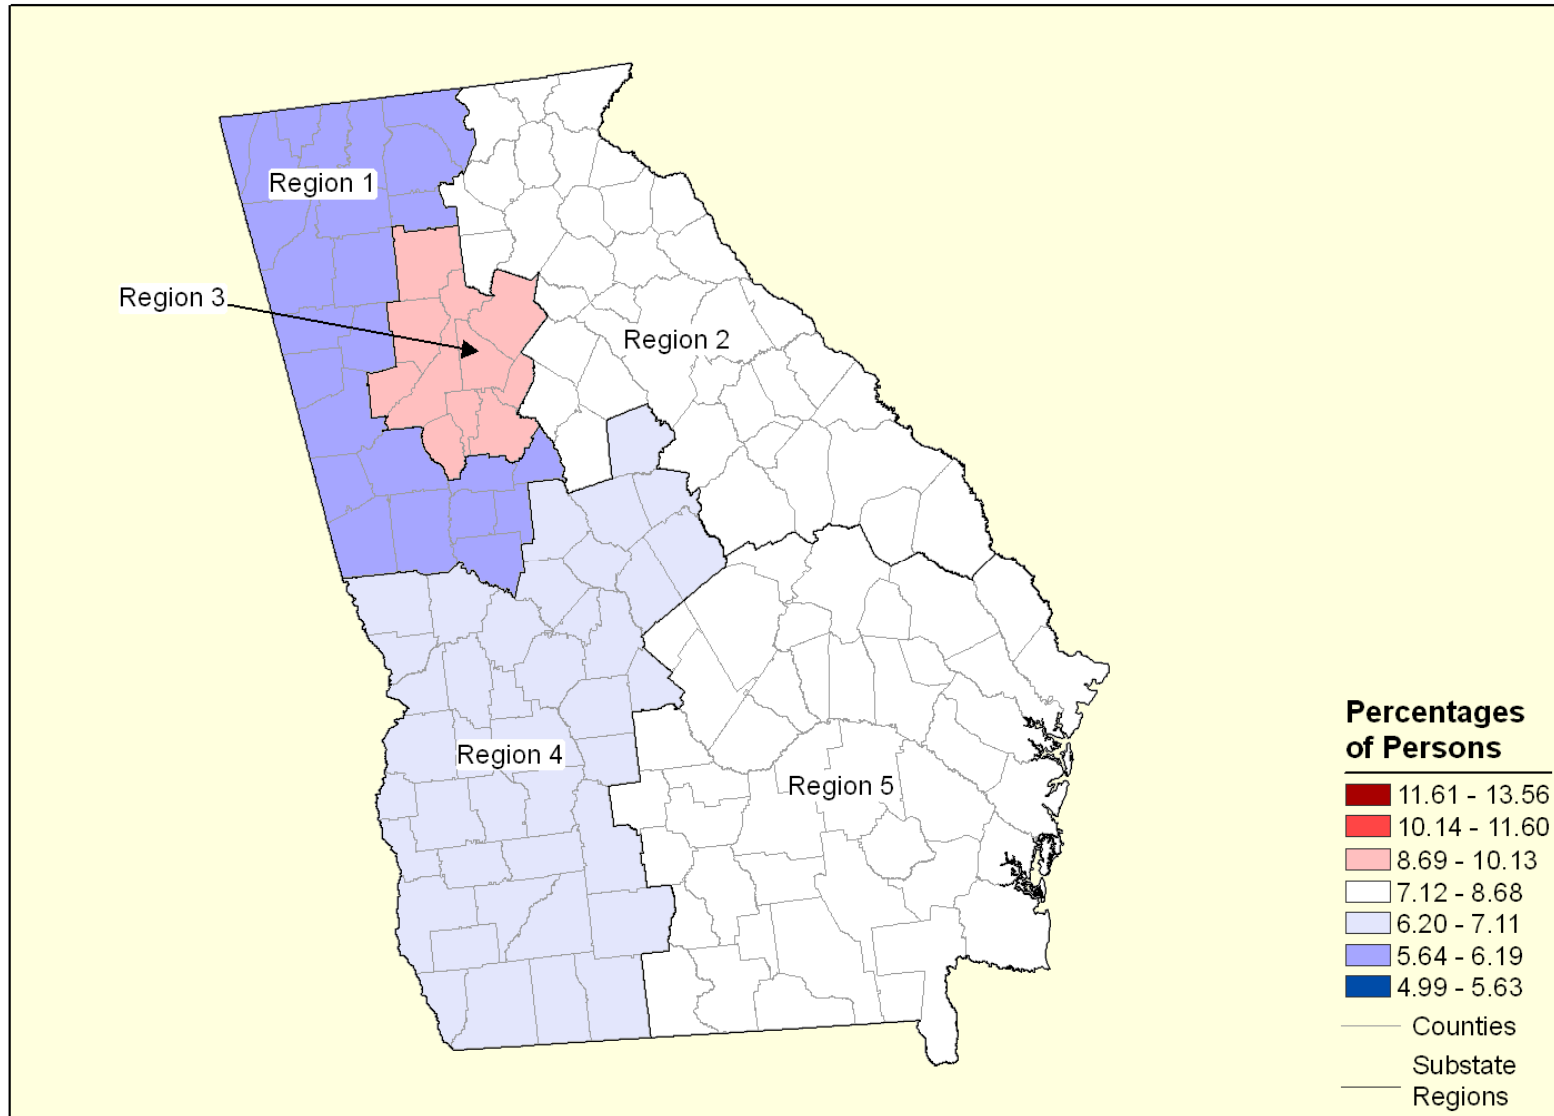 Region 1
Region 3
Region 2
Region 4
Region 5
Percentages
of Persons
11.61 - 13.56
10.14 - 11.60
8.69 - 10.13
7.12 - 8.68
6.20 - 7.11
5.64 - 6.19
4.99 - 5.63
Counties
Substate
Regions